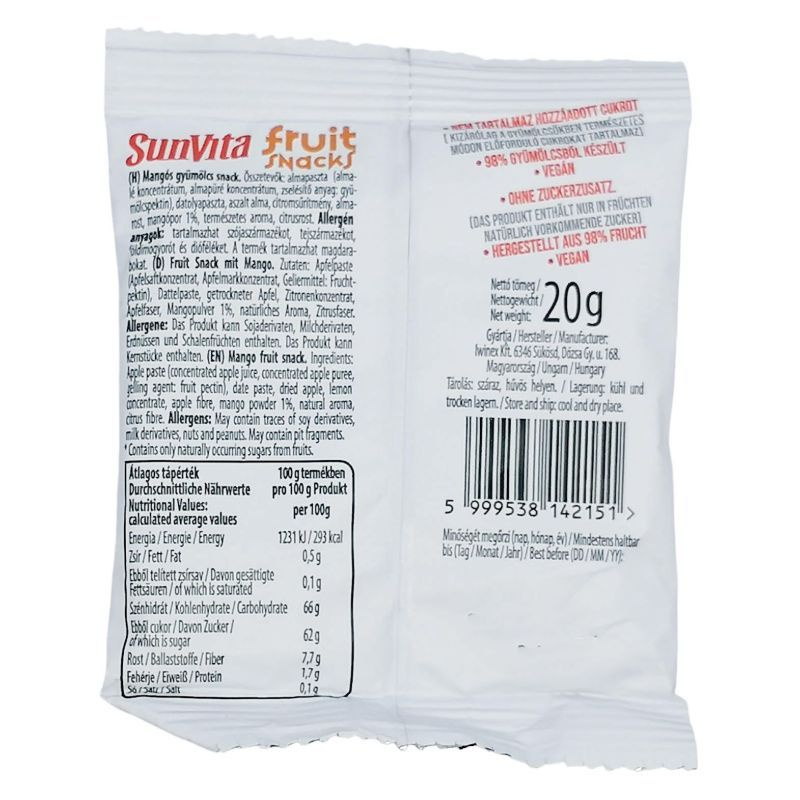 SunVita fruit
snacks
(H) Mangós gyümölcs snack. Összetevők: almapaszta (alma-
lé koncentrátum, almapüré koncentrátum, zselésítő anyag: gyü-
mölcspektin), datolyapaszta, aszalt alma, citromsűrítmény, alma-
rost, mangópor 1%, természetes aroma, citrusrost. Allergén
anyagok: tartalmazhat szójaszármazékot, tejszármazékot,
földimogyorót és dióféléket. A termék tartalmazhat magdara-
bokat. (D) Fruit Snack mit Mango. Zutaten: Apfelpaste
(Apfelsaftkonzentrat, Apfelmarkkonzentrat, Geliermittel: Frucht-
pektin), Dattelpaste, getrockneter Apfel, Zitronenkonzentrat,
Apfelfaser, Mangopulver 1%, natürliches Aroma, Zitrusfaser.
Allergene: Das Produkt kann Sojaderivaten, Milchderivaten,
Erdnüssen und Schalenfrüchten enthalten. Das Produkt kann
Kernstücke enthalten. (EN) Mango fruit snack. Ingredients:
Apple paste (concentrated apple juice, concentrated apple puree,
gelling agent: fruit pectin), date paste, dried apple, lemon
concentrate, apple fibre, mango powder 1%, natural aroma,
citrus fibre. Allergens: May contain traces of soy derivatives,
milk derivatives, nuts and peanuts. May contain pit fragments.
*Contains only naturally occurring sugars from fruits.
Átlagos tápérték 100 g termékben
Durchschnittliche Nährwerte pro 100 g Produkt
Nutritional Values: per 100g
calculated average values
Energia / Energie / Energy 1231 kJ / 293 kcal
Zsír / Fett / Fat 0,5 g
Ebből telített zsírsav / Davon gesättigte
Fettsäuren / of which is saturated 0,1 g
Szénhidrát / Kohlenhydrate / Carbohydrate 66 g
Ebből cukor / Davon Zucker /
of which is sugar 62 g
Rost / Ballaststoffe / Fiber 7,7 g
Fehérje / Eiweiß / Protein 1,7 g
Só / Satz / Salt 0,1 g
• NEM TARTALMAZ HOZZÁADOTT CUKROT
[ KIZÁRÓLAG A GYÜMÖLCSÖKBEN TERMÉSZETES
MÓDON ELŐFORDULÓ CUKROKAT TARTALMAZ]
• 98% GYÜMÖLCSBŐL KÉSZÜLT
• VEGÁN
• OHNE ZUCKERZUSATZ.
[DAS PRODUKT ENTHÄLT NUR IN FRÜCHTEN
NATÜRLICH VORKOMMENDE ZUCKER]
• HERGESTELLT AUS 98% FRUCHT
• VEGAN
Nettó tömeg /
Nettogewicht /
Net weight: 20g
Gyártja / Hersteller / Manufacturer:
Iwinex Kft. 6346 Sükösd, Dózsa Gy. u. 168.
Magyarország / Ungarn / Hungary
Tárolás: száraz, hűvös helyen. / Lagerung: kühl und
trocken lagern. / Store and ship: cool and dry place.
5 999538 142151 >
Minőségét megőrzi (nap, hónap, év) / Mindestens haltbar
bis (Tag / Monat / Jahr) / Best before (DD / MM / YY):